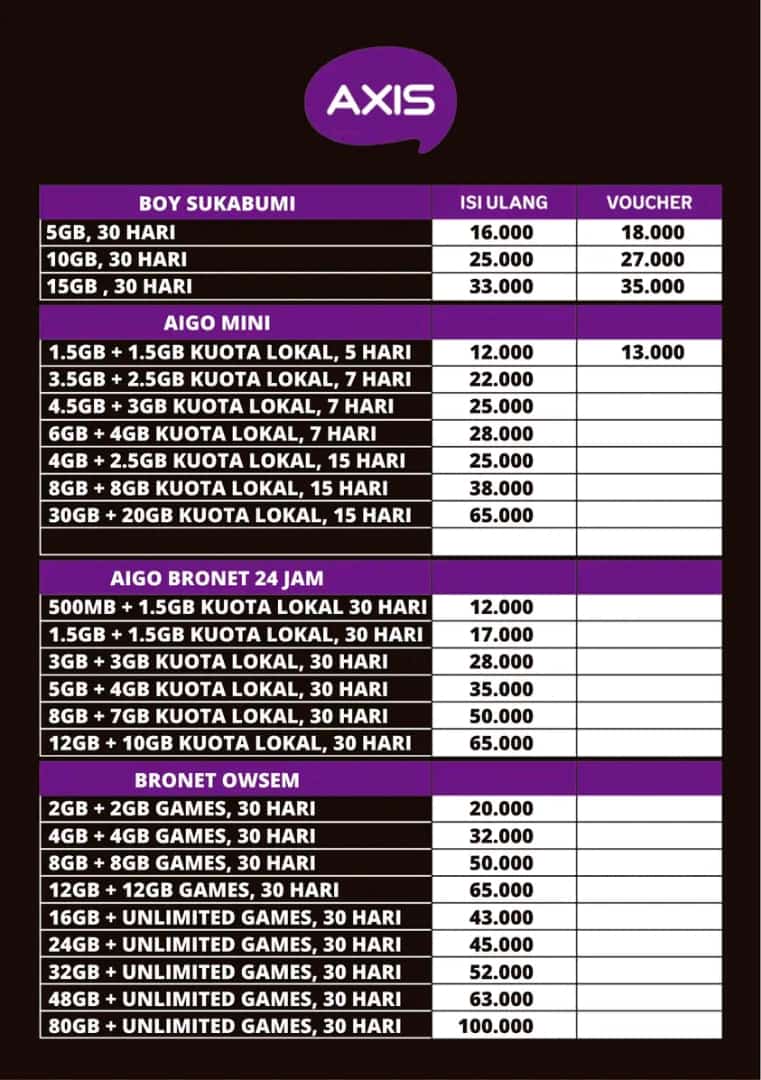 AXIS
BOY SUKABUMI ISI ULANG VOUCHER
5GB, 30 HARI 16.000 18.000
10GB, 30 HARI 25.000 27.000
15GB , 30 HARI 33.000 35.000
AIGO MINI
1.5GB + 1.5GB KUOTA LOKAL, 5 HARI 12.000 13.000
3.5GB + 2.5GB KUOTA LOKAL, 7 HARI 22.000
4.5GB + 3GB KUOTA LOKAL, 7 HARI 25.000
6GB + 4GB KUOTA LOKAL, 7 HARI 28.000
4GB + 2.5GB KUOTA LOKAL, 15 HARI 25.000
8GB + 8GB KUOTA LOKAL, 15 HARI 38.000
30GB + 20GB KUOTA LOKAL, 15 HARI 65.000
AIGO BRONET 24 JAM
500MB + 1.5GB KUOTA LOKAL 30 HARI 12.000
1.5GB + 1.5GB KUOTA LOKAL, 30 HARI 17.000
3GB + 3GB KUOTA LOKAL, 30 HARI 28.000
5GB + 4GB KUOTA LOKAL, 30 HARI 35.000
8GB + 7GB KUOTA LOKAL, 30 HARI 50.000
12GB + 10GB KUOTA LOKAL, 30 HARI 65.000
BRONET OWSEM
2GB + 2GB GAMES, 30 HARI 20.000
4GB + 4GB GAMES, 30 HARI 32.000
8GB + 8GB GAMES, 30 HARI 50.000
12GB + 12GB GAMES, 30 HARI 65.000
16GB + UNLIMITED GAMES, 30 HARI 43.000
24GB + UNLIMITED GAMES, 30 HARI 45.000
32GB + UNLIMITED GAMES, 30 HARI 52.000
48GB + UNLIMITED GAMES, 30 HARI 63.000
80GB + UNLIMITED GAMES, 30 HARI 100.000